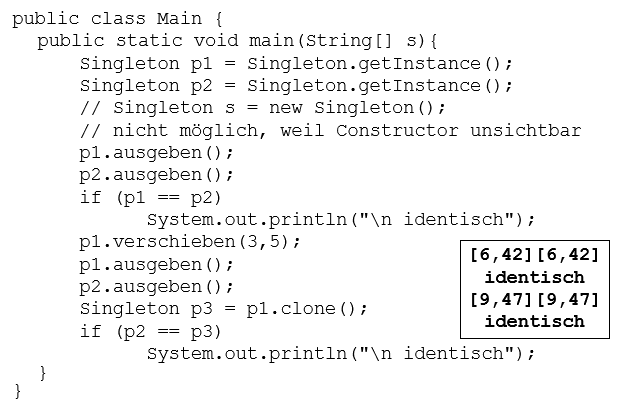 public class Main {
public static void main(String[] s){
Singleton p1 = Singleton.getInstance();
Singleton p2 = Singleton.getInstance();
// Singleton s = new Singleton();
// nicht möglich, weil Constructor unsichtbar
p1.ausgeben();
p2.ausgeben();
if (p1 == p2)
System.out.println("\n identisch");
p1.verschieben(3,5);
p1.ausgeben();
p2.ausgeben();
Singleton p3 = p1.clone();
if (p2 == p3)
System.out.println("\n identisch");
}
}
[6,42][6,42]
identisch
[9,47][9,47]
identisch